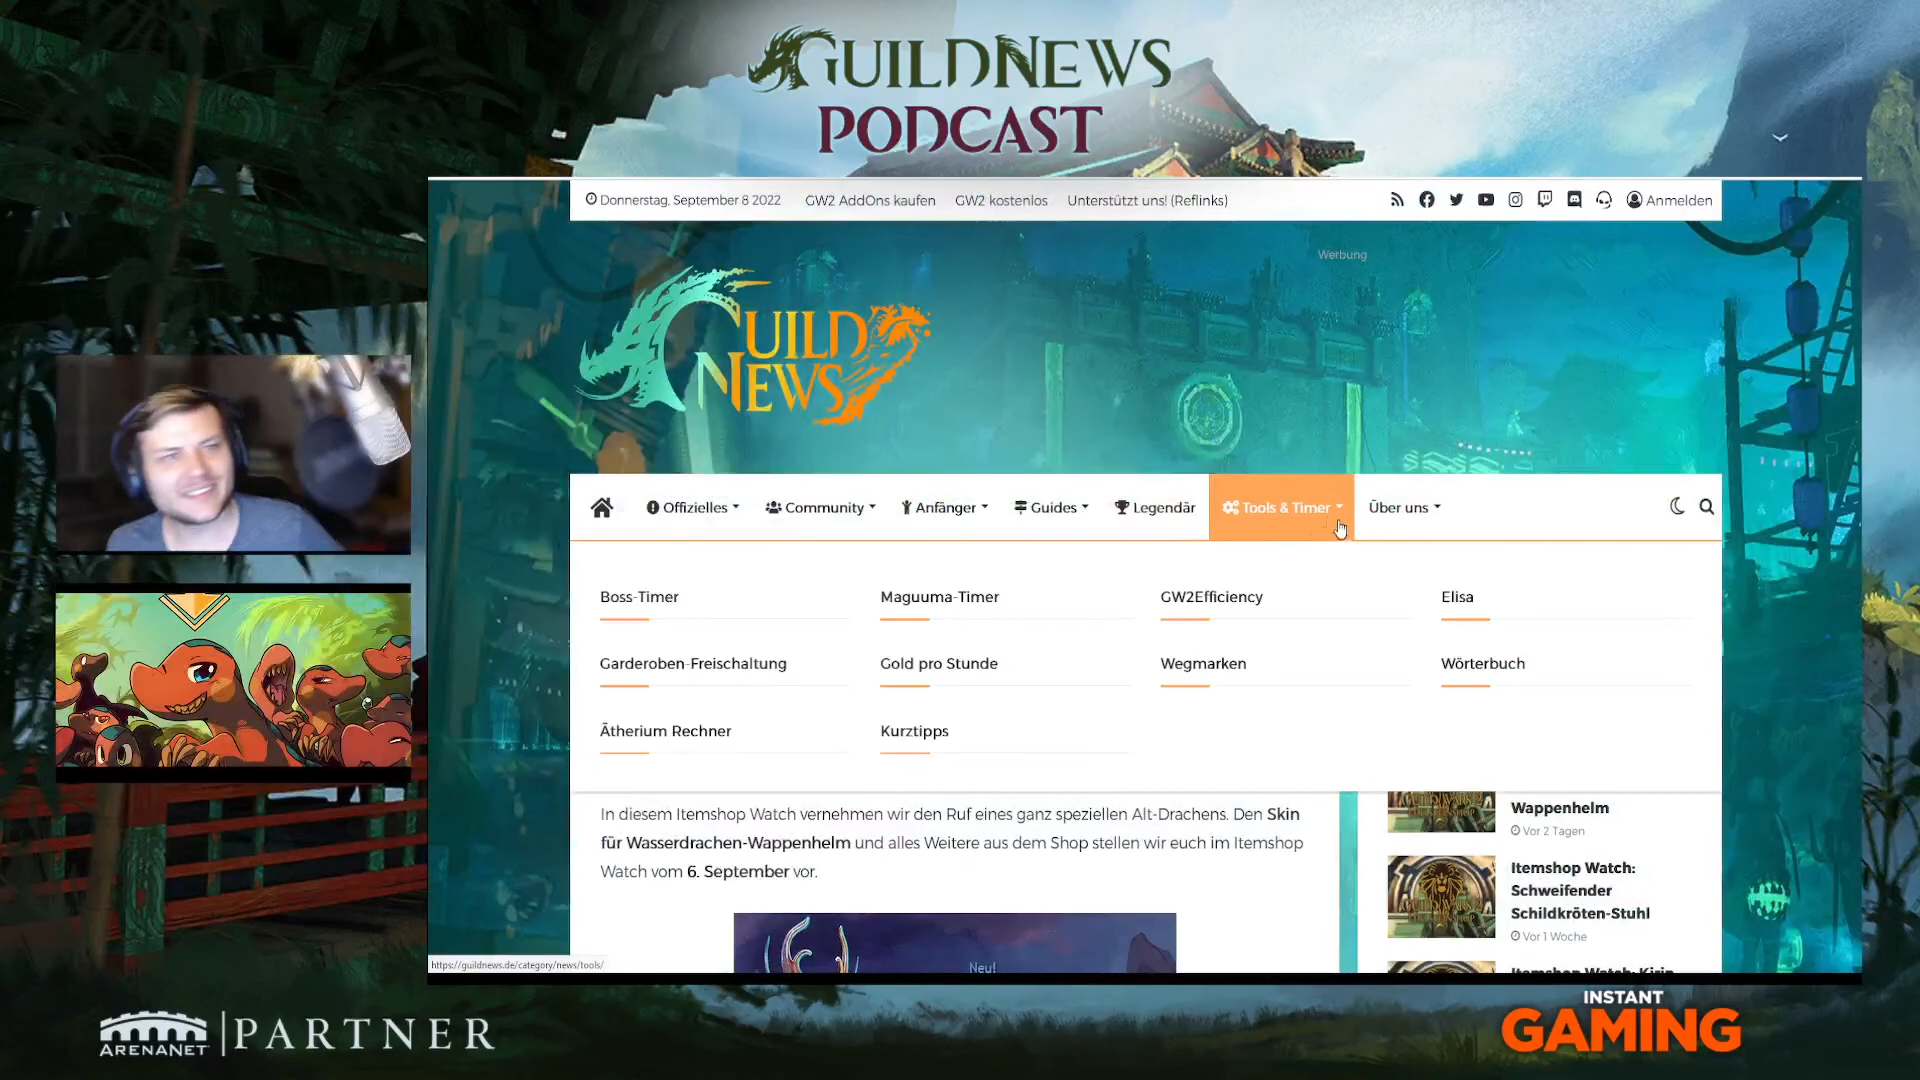 GUILDNEWS
PODCAST
Donnerstag, September 8 2022 GW2 AddOns kaufen GW2 kostenlos Unterstützt uns! (Reflinks) Anmelden
Werbung
GUILD
NEWS
Offizielles Community Anfänger Guides Legendär Tools & Timer Über uns
Boss-Timer Maguuma-Timer GW2Efficiency Elisa
Garderoben-Freischaltung Gold pro Stunde Wegmarken Wörterbuch
Ätherium Rechner Kurztipps
In diesem Itemshop Watch vernehmen wir den Ruf eines ganz speziellen Alt-Drachens. Den Skin
für Wasserdrachen-Wappenhelm und alles Weitere aus dem Shop stellen wir euch im Itemshop
Watch vom 6. September vor.
Neu!
Wappenhelm
Vor 2 Tagen
Itemshop Watch:
Schweifender
Schildkröten-Stuhl
Vor 1 Woche
Itemshop Watch: Kirin
https://guildnews.de/category/news/tools/
ARENANET PARTNER
INSTANT
GAMING